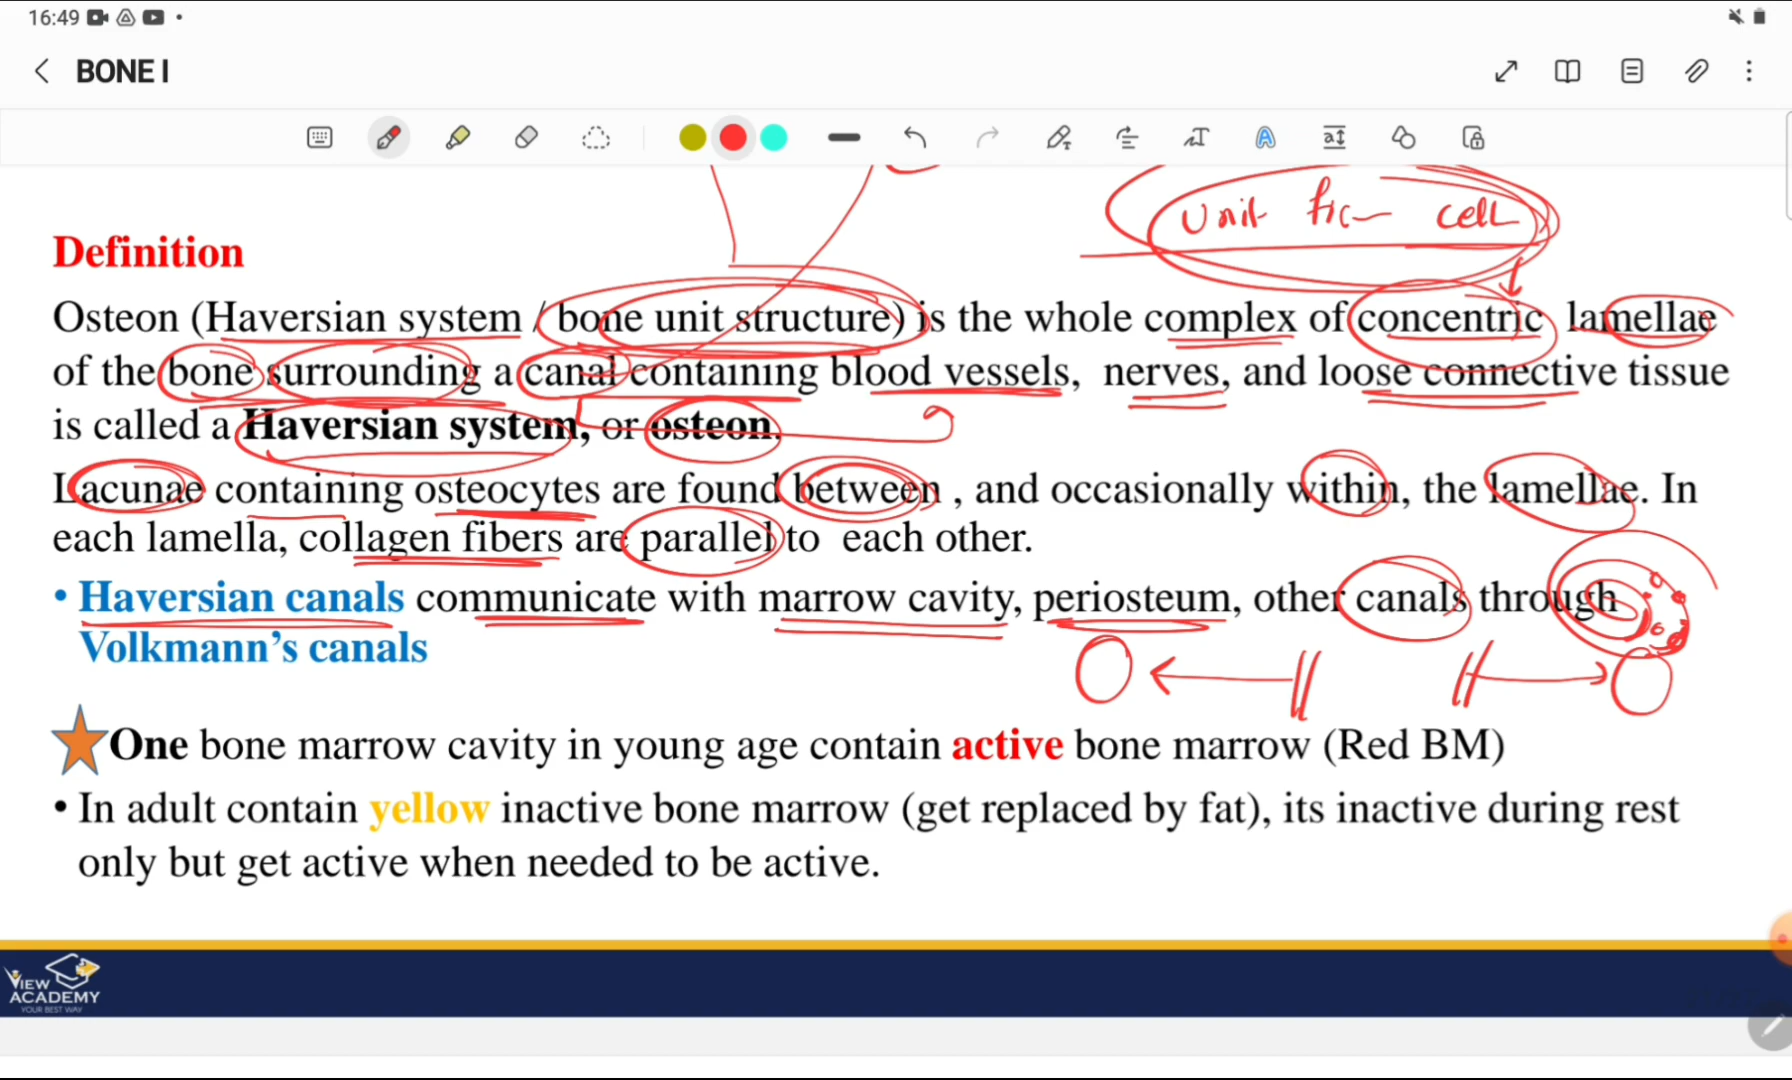 16:49
BONE I
unit cell
Definition
Osteon (Haversian system / bone unit structure) is the whole complex of concentric lamellae
of the bone surrounding a canal containing blood vessels, nerves, and loose connective tissue
is called a Haversian system, or osteon.
Lacunae containing osteocytes are found between , and occasionally within, the lamellae. In
each lamella, collagen fibers are parallel to each other.
• Haversian canals communicate with marrow cavity, periosteum, other canals through
Volkmann’s canals
One bone marrow cavity in young age contain active bone marrow (Red BM)
• In adult contain yellow inactive bone marrow (get replaced by fat), its inactive during rest
only but get active when needed to be active.
VIEW
ACADEMY
YOUR BEST WAY